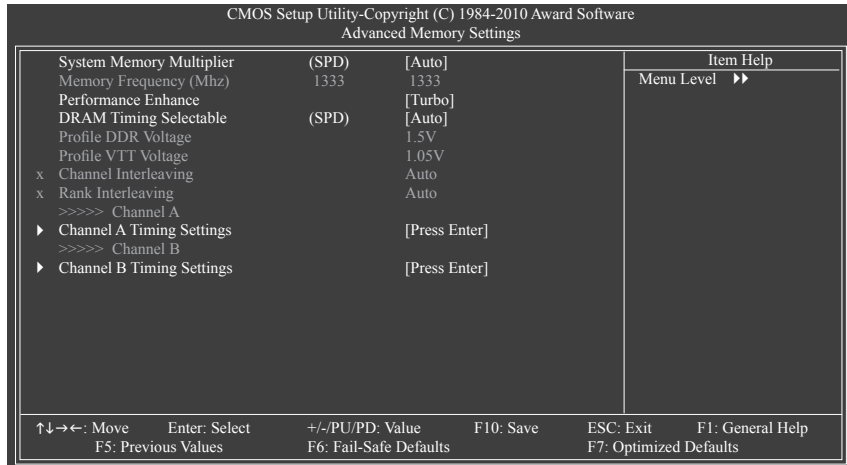 CMOS Setup Utility-Copyright (C) 1984-2010 Award Software
Advanced Memory Settings
System Memory Multiplier (SPD) [Auto]
Memory Frequency (Mhz) 1333 1333
Performance Enhance [Turbo]
DRAM Timing Selectable (SPD) [Auto]
Profile DDR Voltage 1.5V
Profile VTT Voltage 1.05V
x Channel Interleaving Auto
x Rank Interleaving Auto
>>>>> Channel A
Channel A Timing Settings [Press Enter]
>>>>> Channel B
Channel B Timing Settings [Press Enter]
Item Help
Menu Level
↑↓→←: Move Enter: Select +/-/PU/PD: Value F10: Save ESC: Exit F1: General Help
F5: Previous Values F6: Fail-Safe Defaults F7: Optimized Defaults